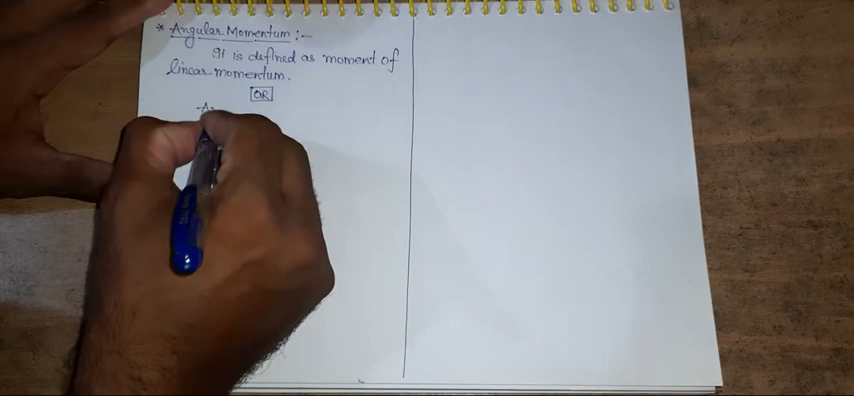 * Angular Momentum :-
It is defined as moment of
linear momentum.
OR